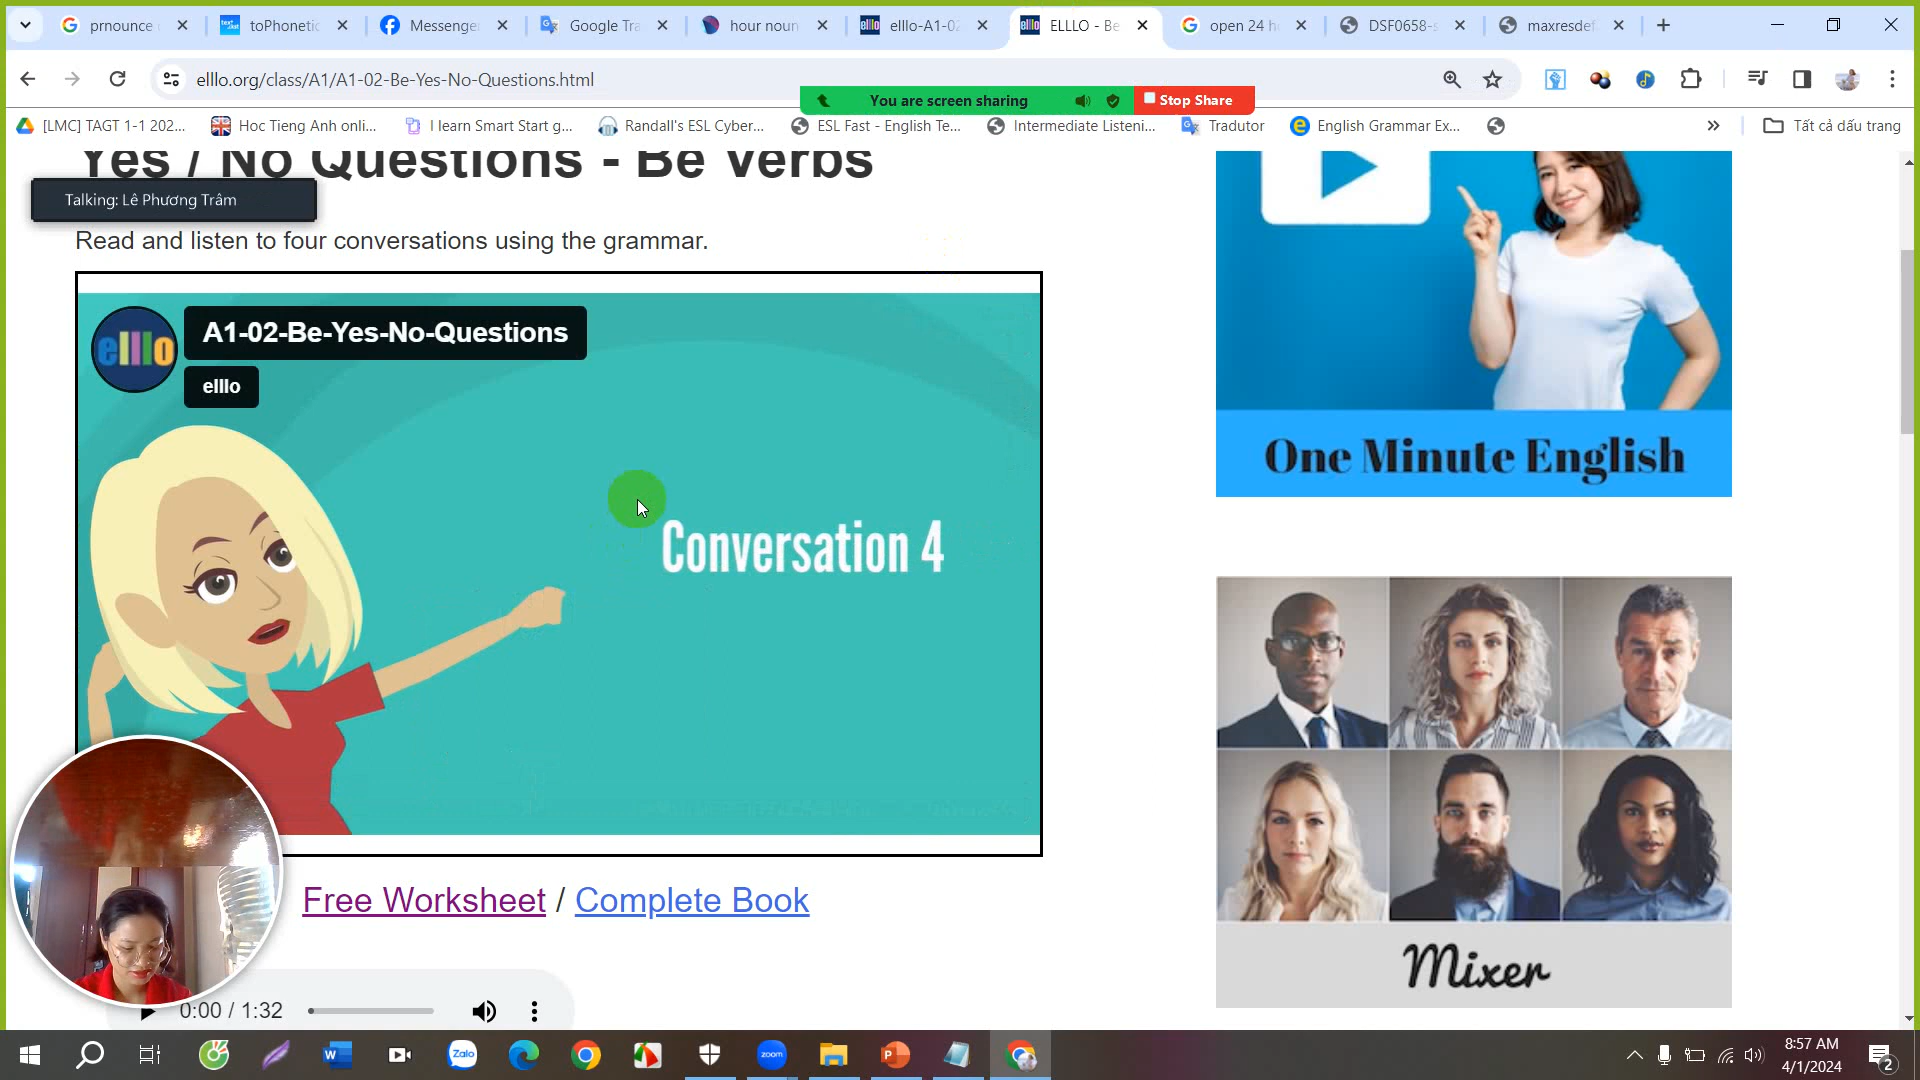 prnounce
toPhonetic
Messenger
Google Tra
hour noun
elllo-A1-02
ELLLO - Be
open 24 h
DSF0658-s
maxresdef
elllo.org/class/A1/A1-02-Be-Yes-No-Questions.html
You are screen sharing
Stop Share
[LMC] TAGT 1-1 202...
Hoc Tieng Anh onli...
I learn Smart Start g...
Randall's ESL Cyber...
ESL Fast - English Te...
Intermediate Listeni...
Tradutor
English Grammar Ex...
Tất cả dấu trang
Yes / No Questions - Be Verbs
Talking: Lê Phương Trâm
Read and listen to four conversations using the grammar.
elllo
A1-02-Be-Yes-No-Questions
elllo
Conversation 4
One Minute English
Mixer
Free Worksheet / Complete Book
0:00 / 1:32
Zalo
zoom
8:57 AM
4/1/2024
2